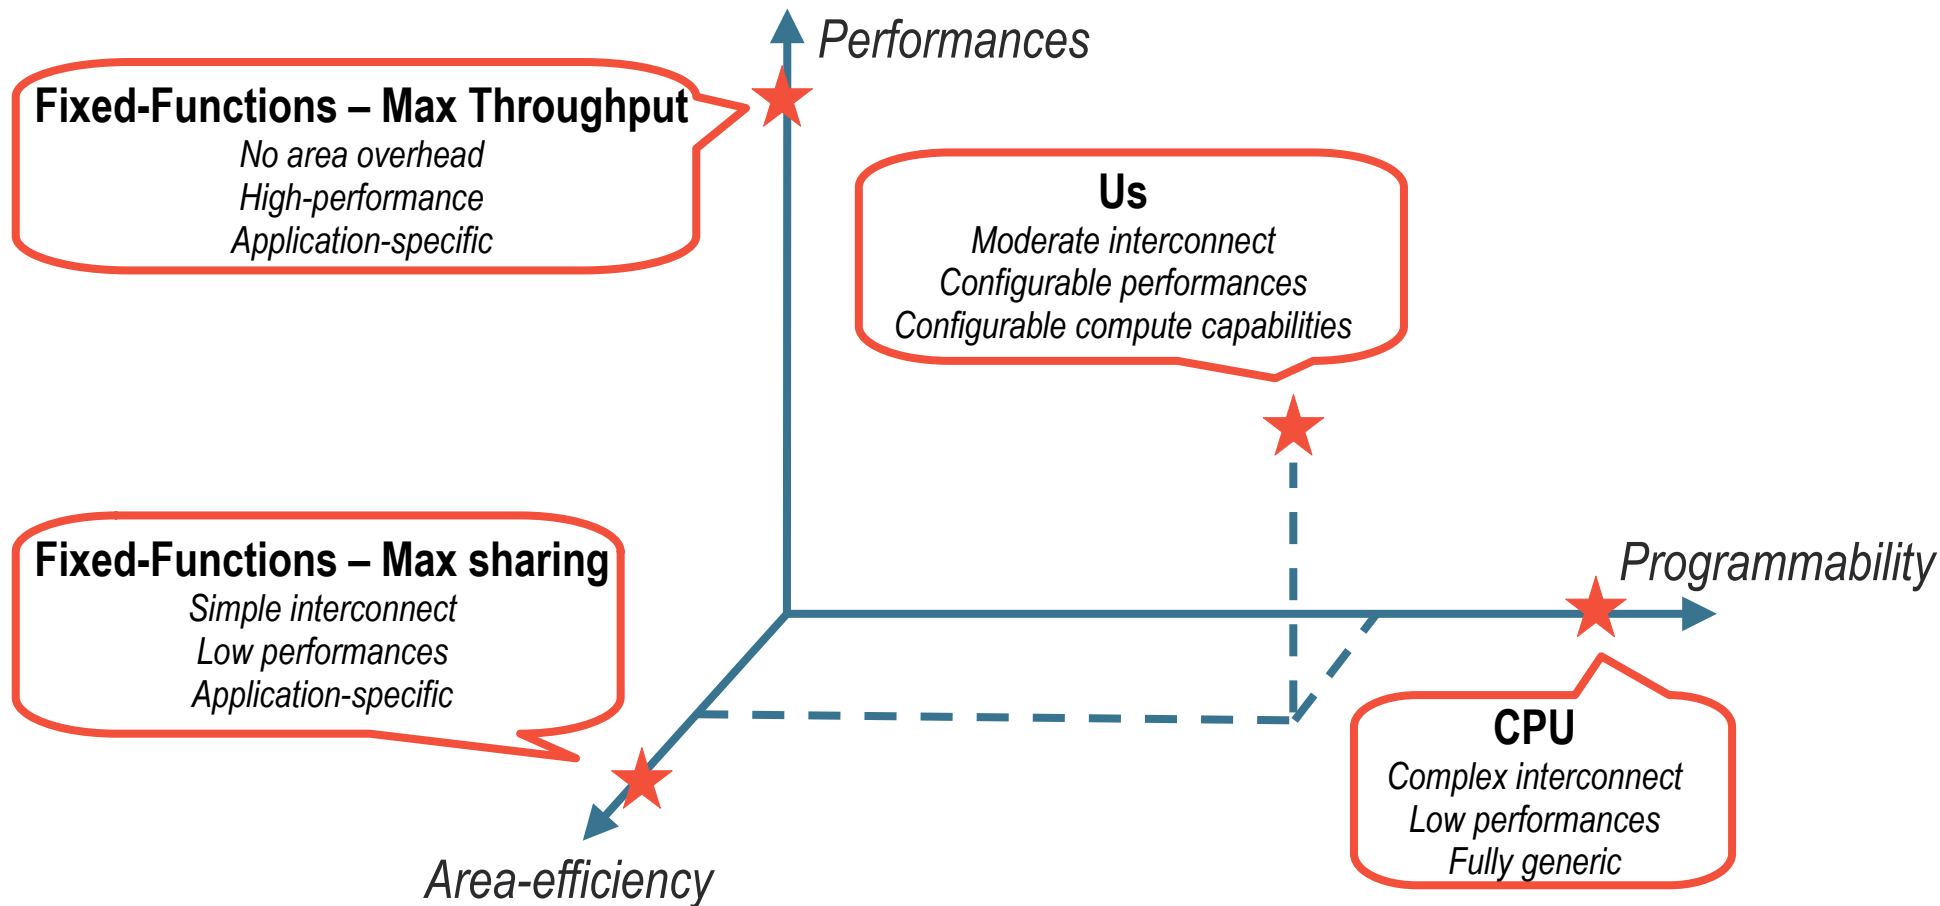 Performances
Fixed-Functions – Max Throughput
No area overhead
High-performance
Application-specific
Us
Moderate interconnect
Configurable performances
Configurable compute capabilities
Fixed-Functions – Max sharing
Simple interconnect
Low performances
Application-specific
Programmability
CPU
Complex interconnect
Low performances
Fully generic
Area-efficiency